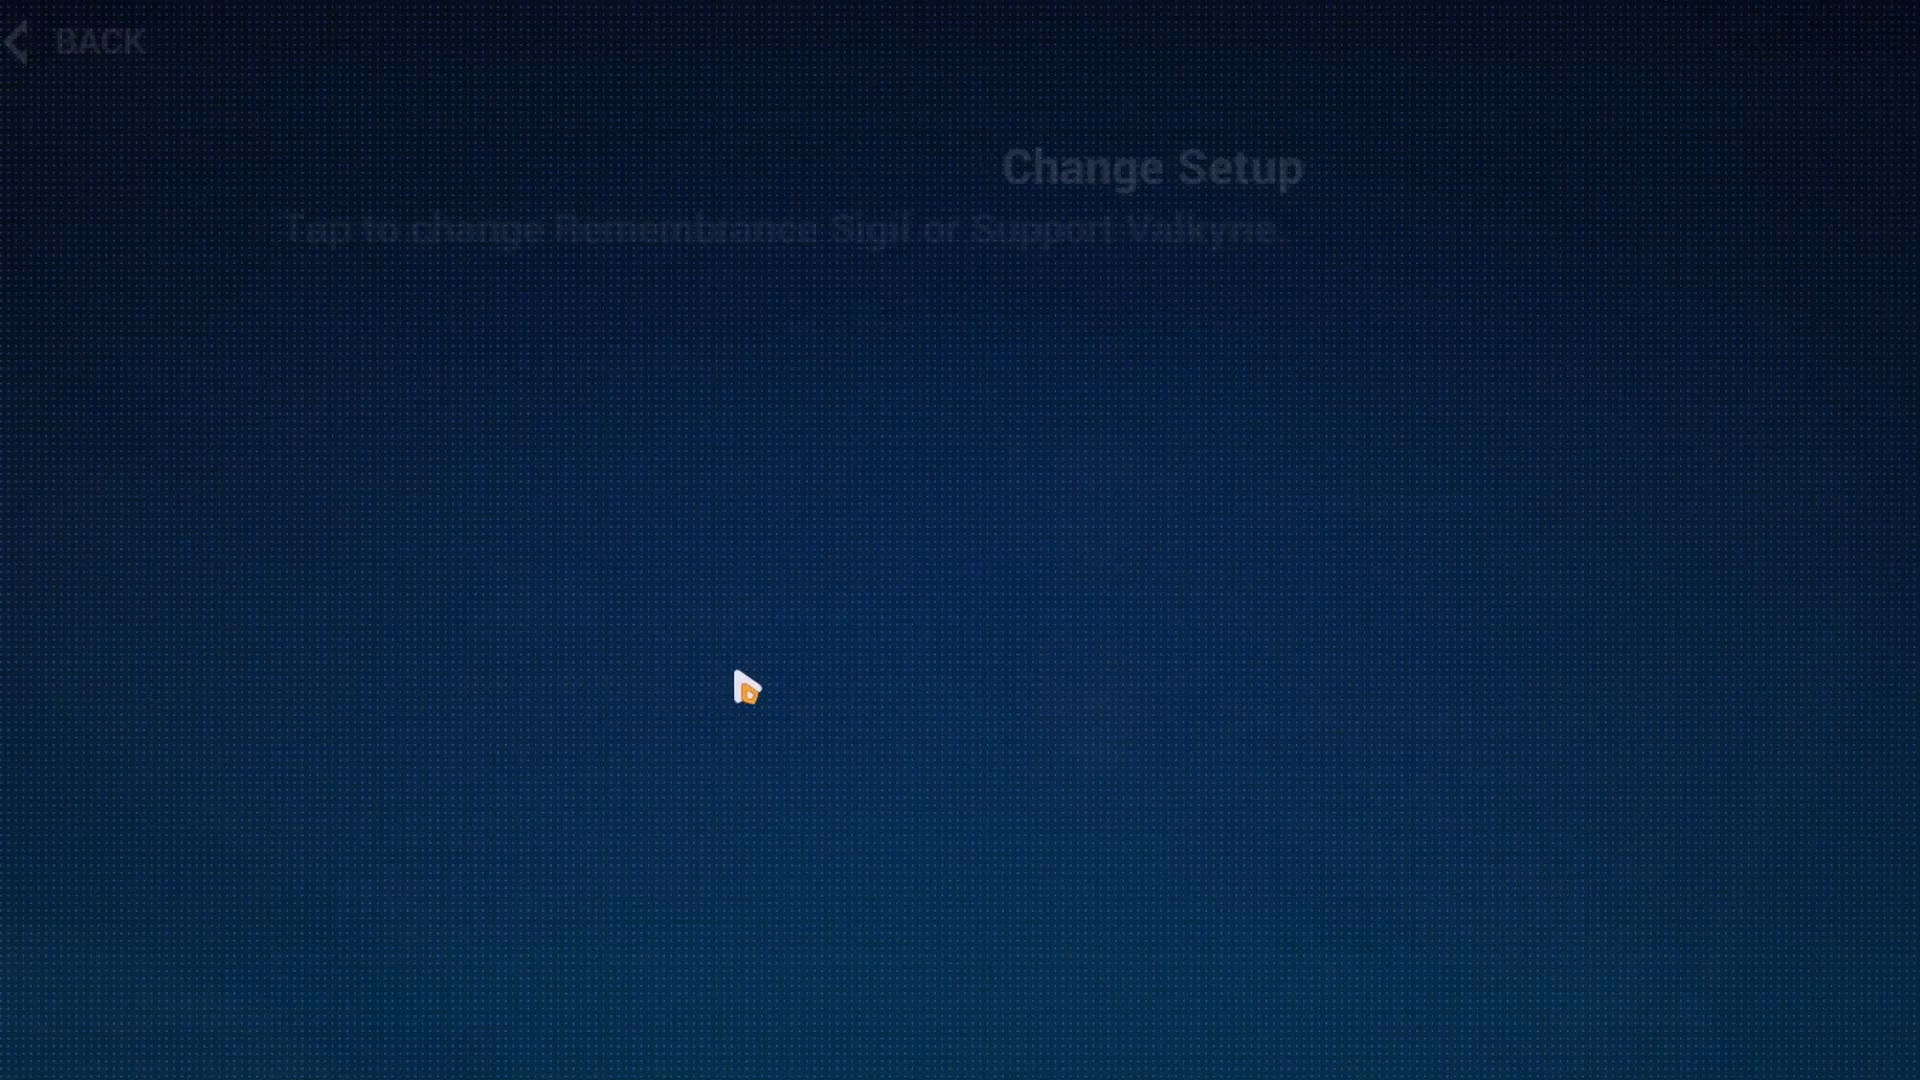 BACK
Change Setup
Tap to change Remembrance Sigil or Support Valkyrie.